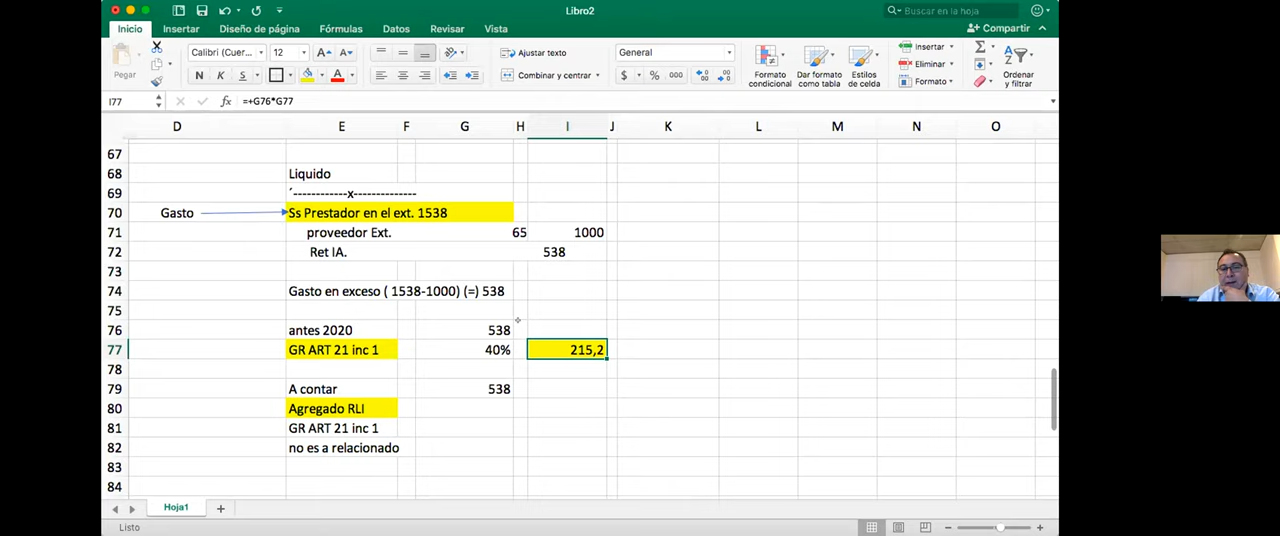 Libro2
Buscar en la hoja
Inicio Insertar Diseño de página Fórmulas Datos Revisar Vista
Compartir
Pegar
Calibri (Cuer... 12
N K S
Ajustar texto
Combinar y centrar
General
$ % 000
Formato condicional
Dar formato como tabla
Estilos de celda
Insertar
Eliminar
Formato
Ordenar y filtrar
I77 fx =+G76*G77
D E F G H I J K L M N O
67
68 Liquido
69 ´------------x--------------
70 Gasto Ss Prestador en el ext. 1538
71 proveedor Ext. 65 1000
72 Ret IA. 538
73
74 Gasto en exceso ( 1538-1000) (=) 538
75
76 antes 2020 538
77 GR ART 21 inc 1 40% 215,2
78
79 A contar 538
80 Agregado RLI
81 GR ART 21 inc 1
82 no es a relacionado
83
84
Hoja1
Listo